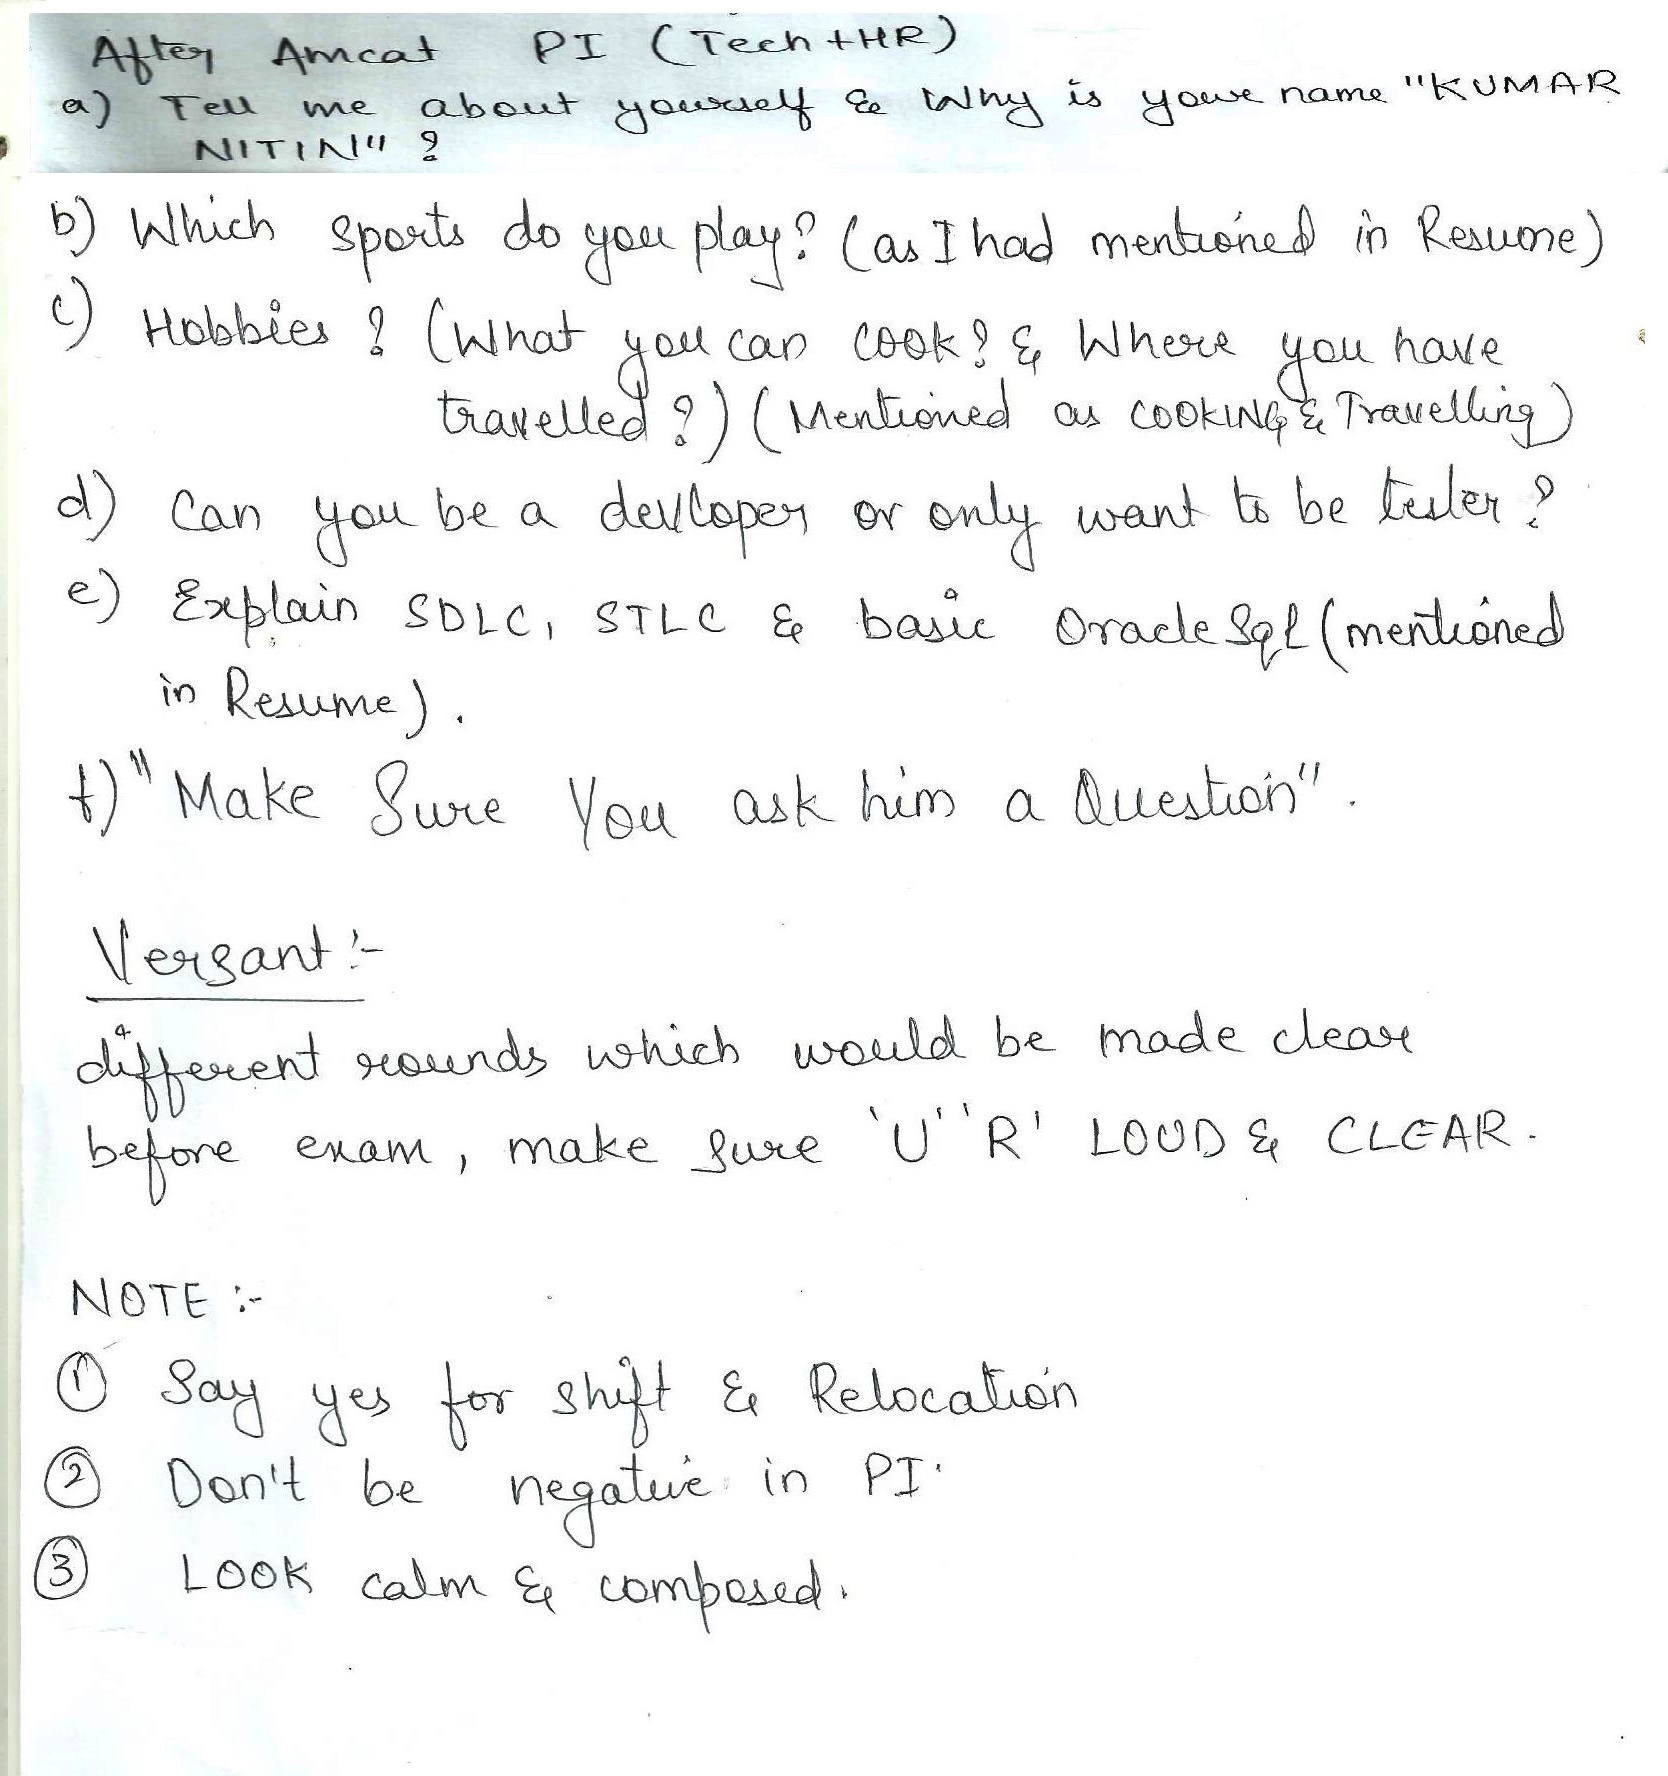 After Amcat PI (Tech + HR)
a) Tell me about yourself & Why is youre name "KUMAR
NITIN" ?
b) Which sports do you play? (as I had mentioned in Resume)
c) Hobbies ? (What you can cook? & Where you have
travelled ?) (Mentioned as COOKING & Travelling)
d) Can you be a devloper or only want to be tester ?
e) Explain SDLC, STLC & basic Oracle Sql (mentioned
in Resume).
f) "Make Sure You ask him a Question".
Versant :-
different rounds which would be made clear
before exam, make sure 'U' 'R' LOUD & CLEAR.
NOTE :-
① Say yes for shift & Relocation
② Don't be negative in PI.
③ LOOK calm & composed.